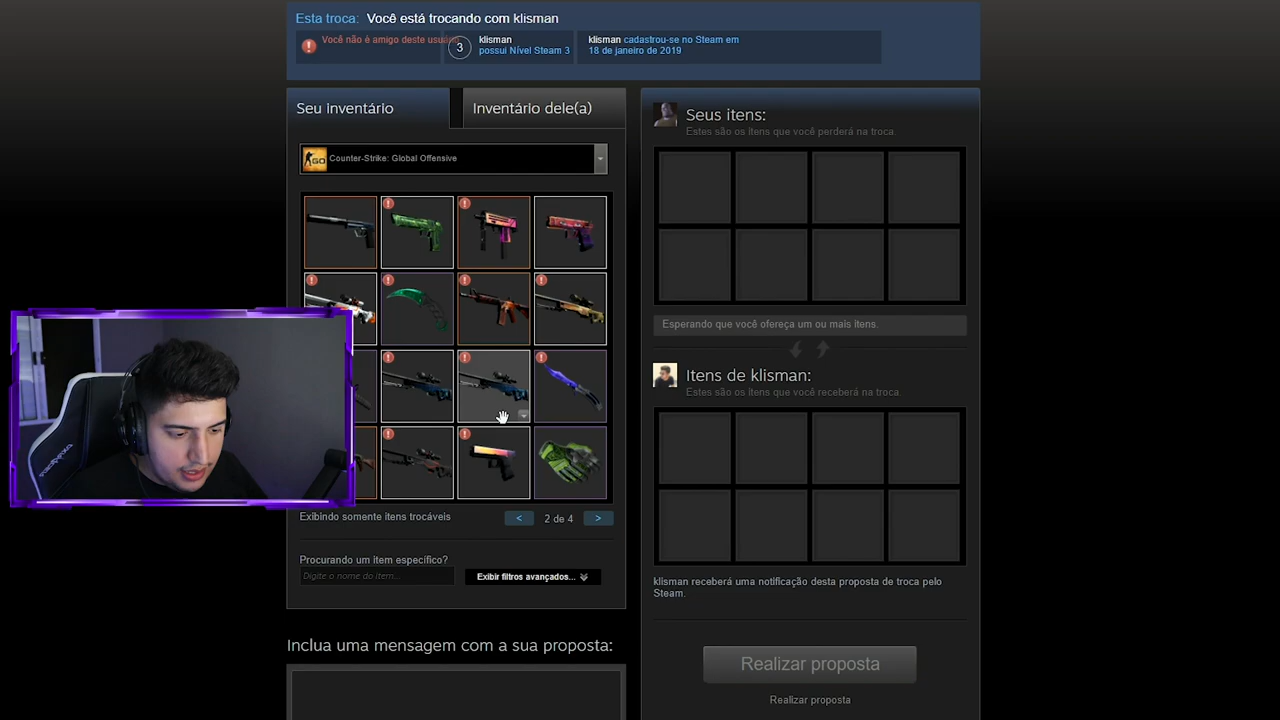 Esta troca: Você está trocando com klisman
Você não é amigo deste usuário
3
klisman
possui Nível Steam 3
klisman cadastrou-se no Steam em
18 de janeiro de 2019
Seu inventário
Inventário dele(a)
GO
Counter-Strike: Global Offensive
Exibindo somente itens trocáveis
<
2 de 4
>
Procurando um item específico?
Digite o nome do item...
Exibir filtros avançados...
Inclua uma mensagem com a sua proposta:
Seus itens:
Estes são os itens que você perderá na troca.
Esperando que você ofereça um ou mais itens.
Itens de klisman:
Estes são os itens que você receberá na troca.
klisman receberá uma notificação desta proposta de troca pelo
Steam.
Realizar proposta
Realizar proposta